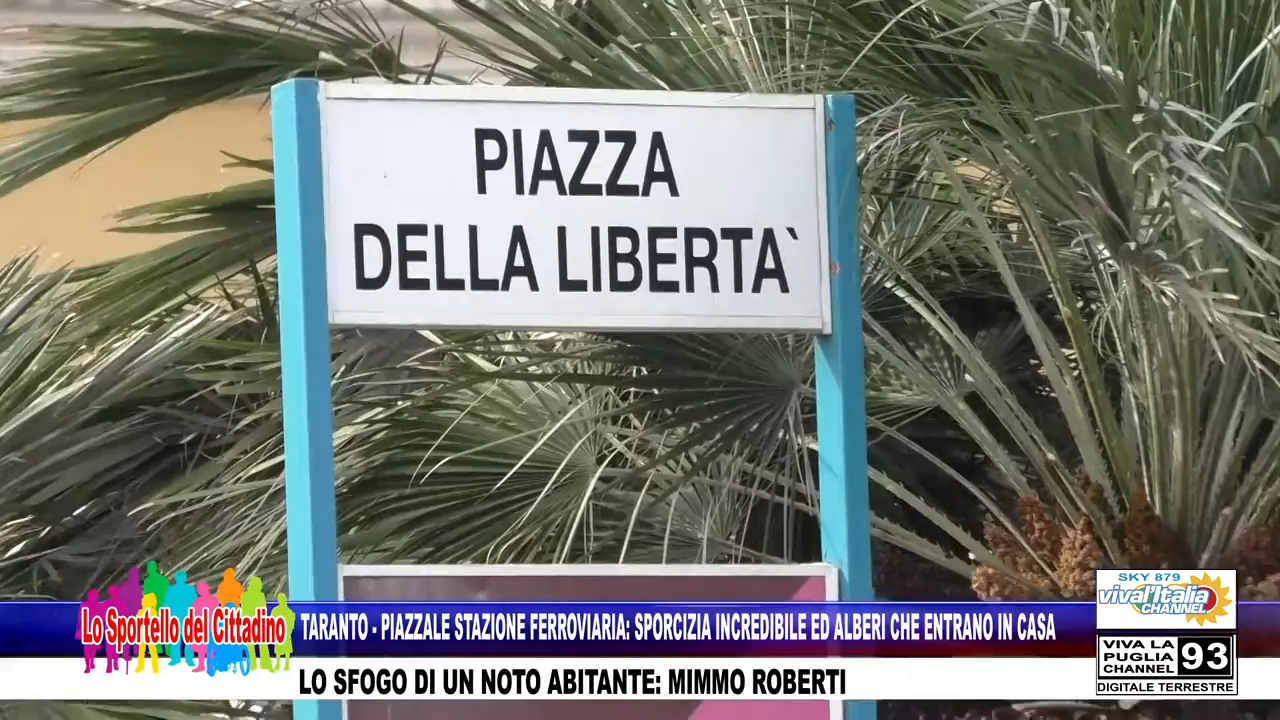 PIAZZA
DELLA LIBERTA`
Lo Sportello del Cittadino
TARANTO - PIAZZALE STAZIONE FERROVIARIA: SPORCIZIA INCREDIBILE ED ALBERI CHE ENTRANO IN CASA
LO SFOGO DI UN NOTO ABITANTE: MIMMO ROBERTI
SKY 879
viva l'Italia
CHANNEL
VIVA LA
PUGLIA
CHANNEL
93
DIGITALE TERRESTRE